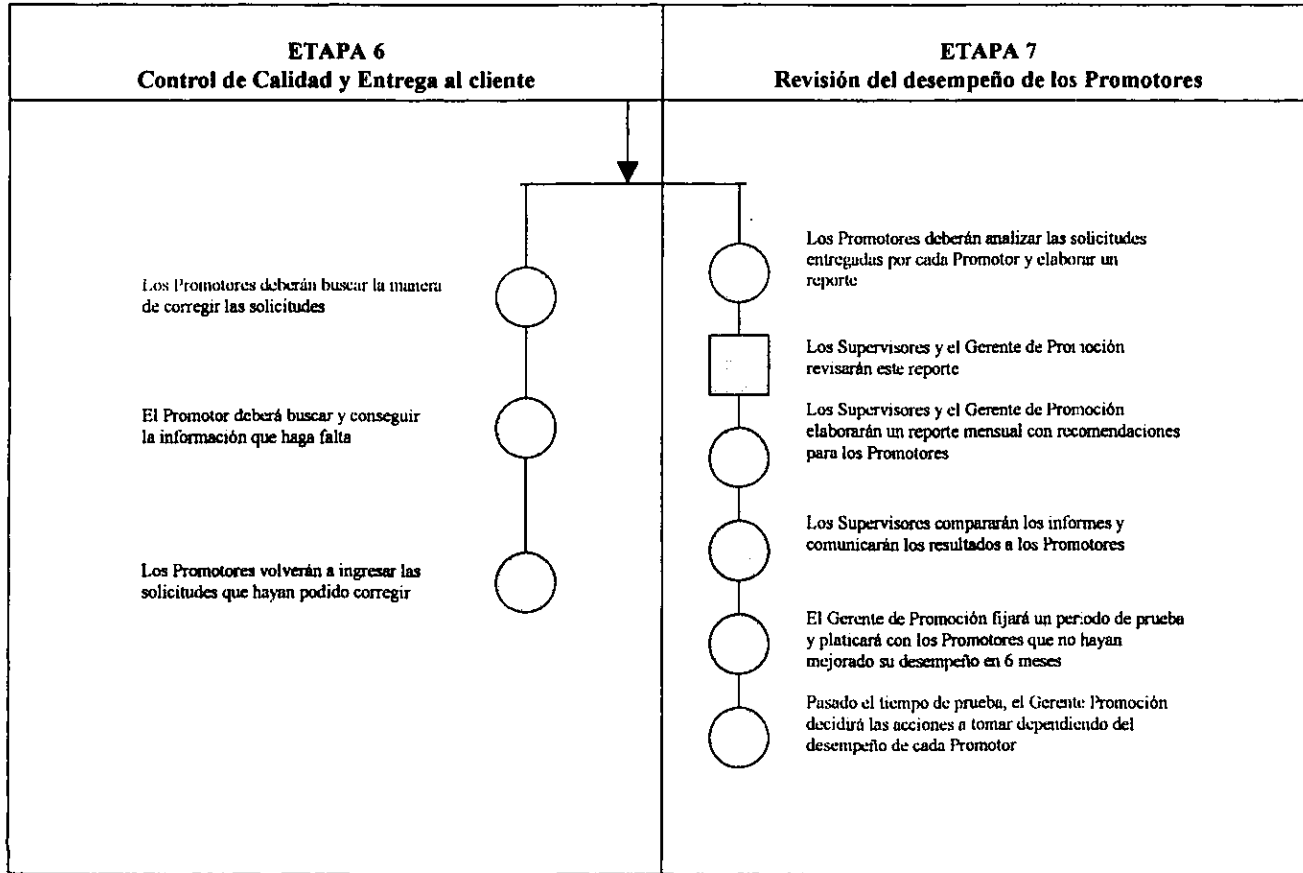 ETAPA 6
Control de Calidad y Entrega al cliente
ETAPA 7
Revisión del desempeño de los Promotores
Los Promotores deberán buscar la manera
de corregir las solicitudes
El Promotor deberá buscar y conseguir
la información que haga falta
Los Promotores volverán a ingresar las
solicitudes que hayan podido corregir
Los Promotores deberán analizar las solicitudes
entregadas por cada Promotor y elaborar un
reporte
Los Supervisores y el Gerente de Promoción
revisarán este reporte
Los Supervisores y el Gerente de Promoción
elaborarán un reporte mensual con recomendaciones
para los Promotores
Los Supervisores compararán los informes y
comunicarán los resultados a los Promotores
El Gerente de Promoción fijará un periodo de prueba
y platicará con los Promotores que no hayan
mejorado su desempeño en 6 meses
Pasado el tiempo de prueba, el Gerente Promoción
decidirá las acciones a tomar dependiendo del
desempeño de cada Promotor